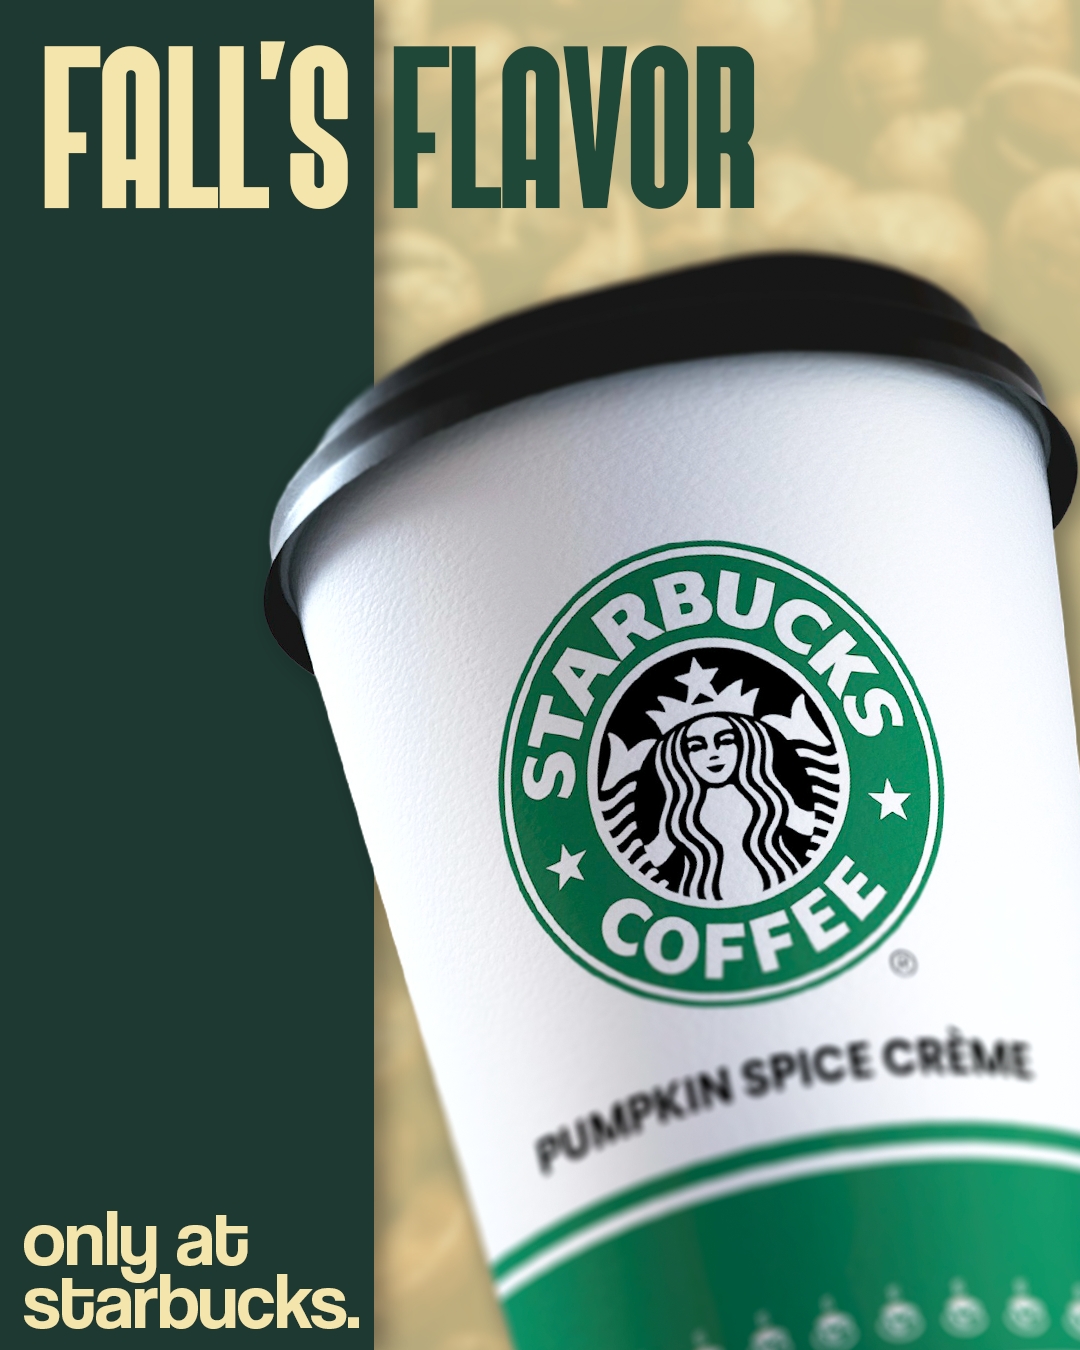 FALL'S FLAVOR
STARBUCKS
COFFEE
®
PUMPKIN SPICE CRÈME
only at
starbucks.